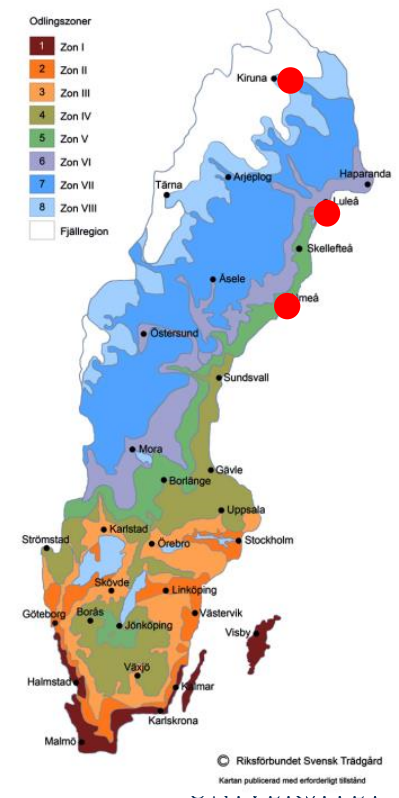 Odlingszoner
1 Zon I
2 Zon II
3 Zon III
4 Zon IV
5 Zon V
6 Zon VI
7 Zon VII
8 Zon VIII
Fjällregion
Kiruna
Arjeplog
Tärna
Haparanda
Luleå
Skellefteå
Åsele
meå
Östersund
Sundsvall
Mora
Gävle
Borlänge
Uppsala
Karlstad
Strömstad
Örebro
Stockholm
Skövde
Linköping
Göteborg
Borås
Västervik
Jönköping
Visby
Växjö
Halmstad
Kalmar
Karlskrona
Malmö
© Riksförbundet Svensk Trädgård
Kartan publicerad med erforderligt tillstånd